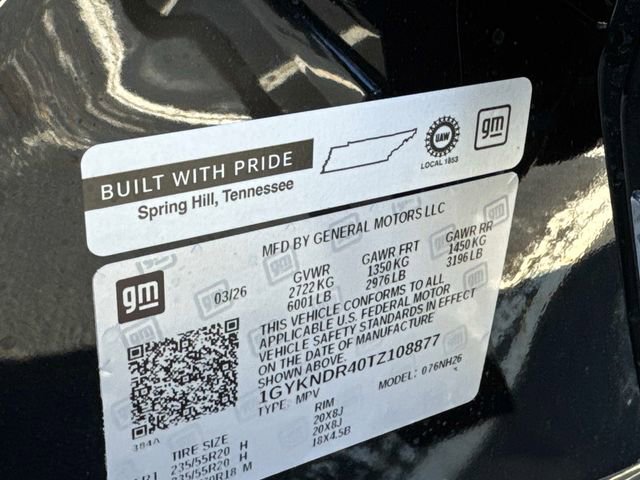 BUILT WITH PRIDE
Spring Hill, Tennessee
UAW
LOCAL 1853
gm
MFD BY GENERAL MOTORS LLC
gm
03/26
GVWR GAWR FRT GAWR RR
2722 KG 1350 KG 1450 KG
6001 LB 2976 LB 3196 LB
THIS VEHICLE CONFORMS TO ALL
APPLICABLE U.S. FEDERAL MOTOR
VEHICLE SAFETY STANDARDS IN EFFECT
ON THE DATE OF MANUFACTURE
SHOWN ABOVE.
1GYKNDR40TZ108877
TYPE: MPV MODEL: 076NH26
384A
TIRE SIZE RIM
235/55R20 H 20X8J
235/55R20 H 20X8J
R18 M 18X4.5B